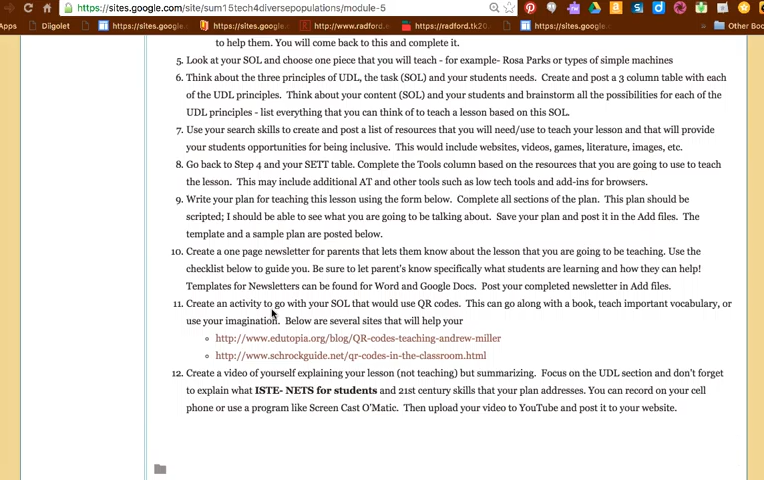 https://sites.google.com/site/sum15tech4diversepopulations/module-5
Apps Diigolet https://sites.google. https://sites.google. http://www.radford. https://radford.tk20. https://sites.google.com/ Other Boo
to help them. You will come back to this and complete it.
5. Look at your SOL and choose one piece that you will teach - for example- Rosa Parks or types of simple machines
6. Think about the three principles of UDL, the task (SOL) and your students needs. Create and post a 3 column table with each
of the UDL principles. Think about your content (SOL) and your students and brainstorm all the possibilities for each of the
UDL principles - list everything that you can think of to teach a lesson based on this SOL.
7. Use your search skills to create and post a list of resources that you will need/use to teach your lesson and that will provide
your students opportunities for being inclusive. This would include websites, videos, games, literature, images, etc.
8. Go back to Step 4 and your SETT table. Complete the Tools column based on the resources that you are going to use to teach
the lesson. This may include additional AT and other tools such as low tech tools and add-ins for browsers.
9. Write your plan for teaching this lesson using the form below. Complete all sections of the plan. This plan should be
scripted; I should be able to see what you are going to be talking about. Save your plan and post it in the Add files. The
template and a sample plan are posted below.
10. Create a one page newsletter for parents that lets them know about the lesson that you are going to be teaching. Use the
checklist below to guide you. Be sure to let parent's know specifically what students are learning and how they can help!
Templates for Newsletters can be found for Word and Google Docs. Post your completed newsletter in Add files.
11. Create an activity to go with your SOL that would use QR codes. This can go along with a book, teach important vocabulary, or
use your imagination. Below are several sites that will help your
http://www.edutopia.org/blog/QR-codes-teaching-andrew-miller
http://www.schrockguide.net/qr-codes-in-the-classroom.html
12. Create a video of yourself explaining your lesson (not teaching) but summarizing. Focus on the UDL section and don't forget
to explain what ISTE- NETS for students and 21st century skills that your plan addresses. You can record on your cell
phone or use a program like Screen Cast O'Matic. Then upload your video to YouTube and post it to your website.